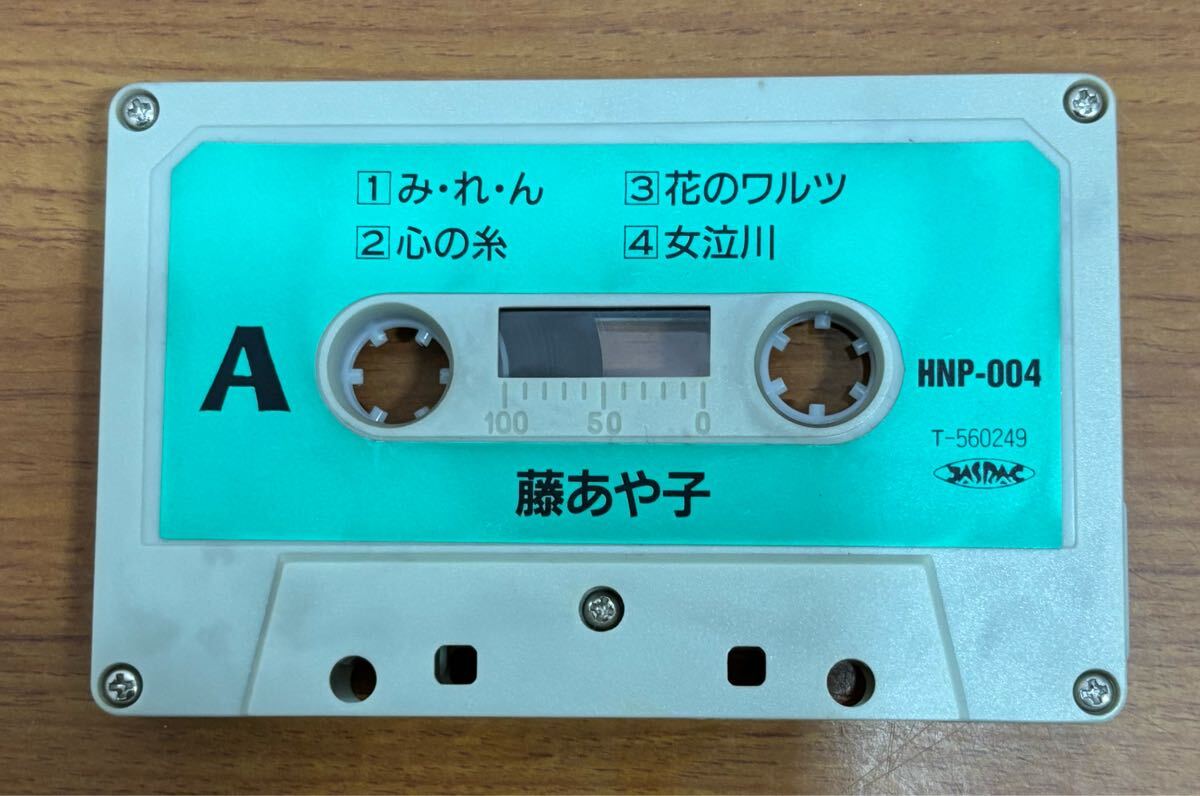 1 み・れ・ん
2 心の糸
3 花のワルツ
4 女泣川
A
100 50 0
HNP-004
T-560249
JASRAC
藤あや子